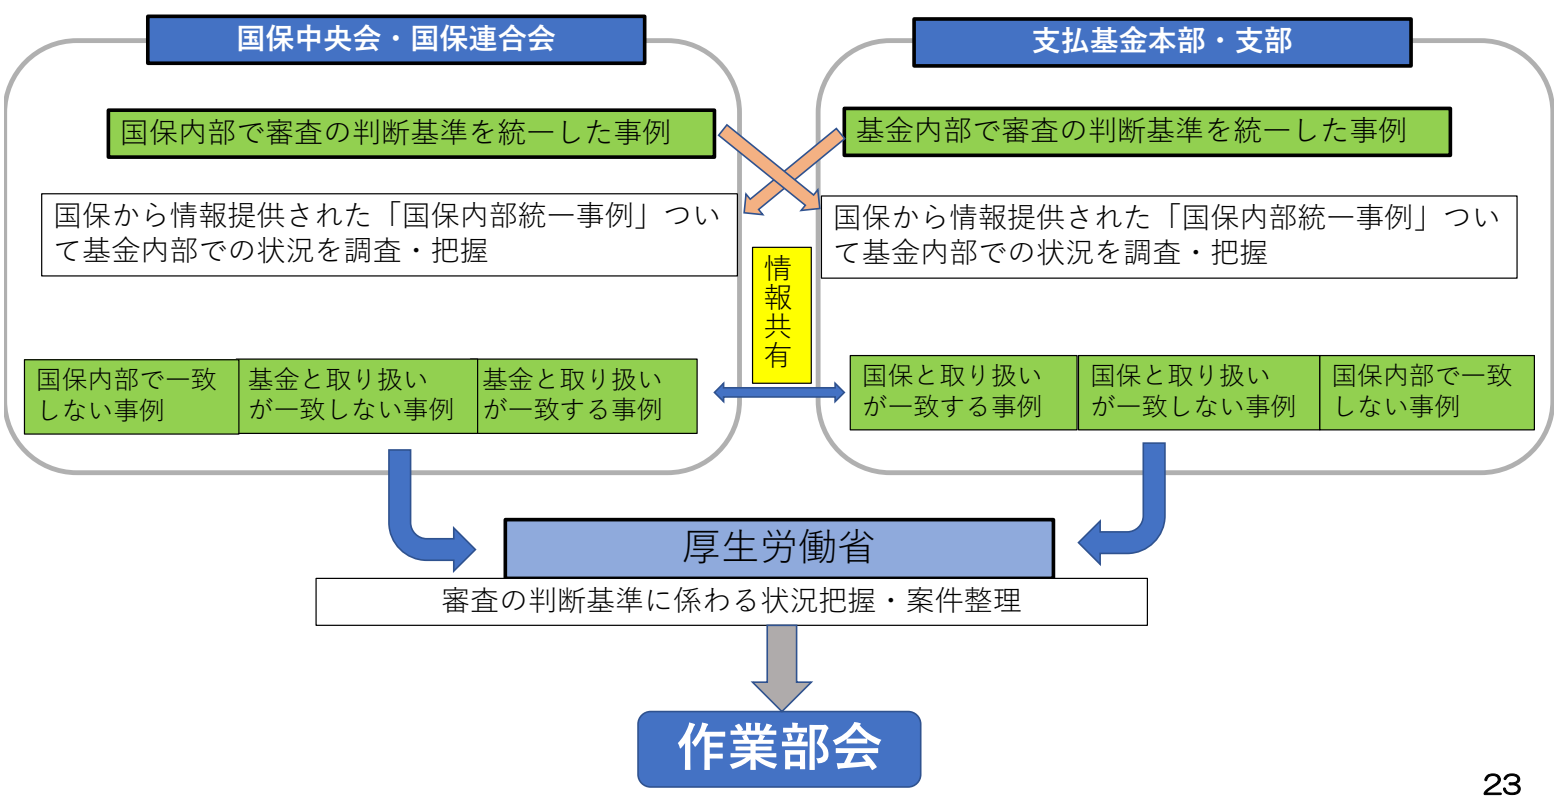 国保中央会・国保連合会
支払基金本部・支部
国保内部で審査の判断基準を統一した事例
基金内部で審査の判断基準を統一した事例
国保から情報提供された「国保内部統一事例」つい
て基金内部での状況を調査・把握
国保から情報提供された「国保内部統一事例」つい
て基金内部での状況を調査・把握
情報共有
国保内部で一致
しない事例
基金と取り扱い
が一致しない事例
基金と取り扱い
が一致する事例
国保と取り扱い
が一致する事例
国保と取り扱い
が一致しない事例
国保内部で一致
しない事例
厚生労働省
審査の判断基準に係わる状況把握・案件整理
作業部会
23